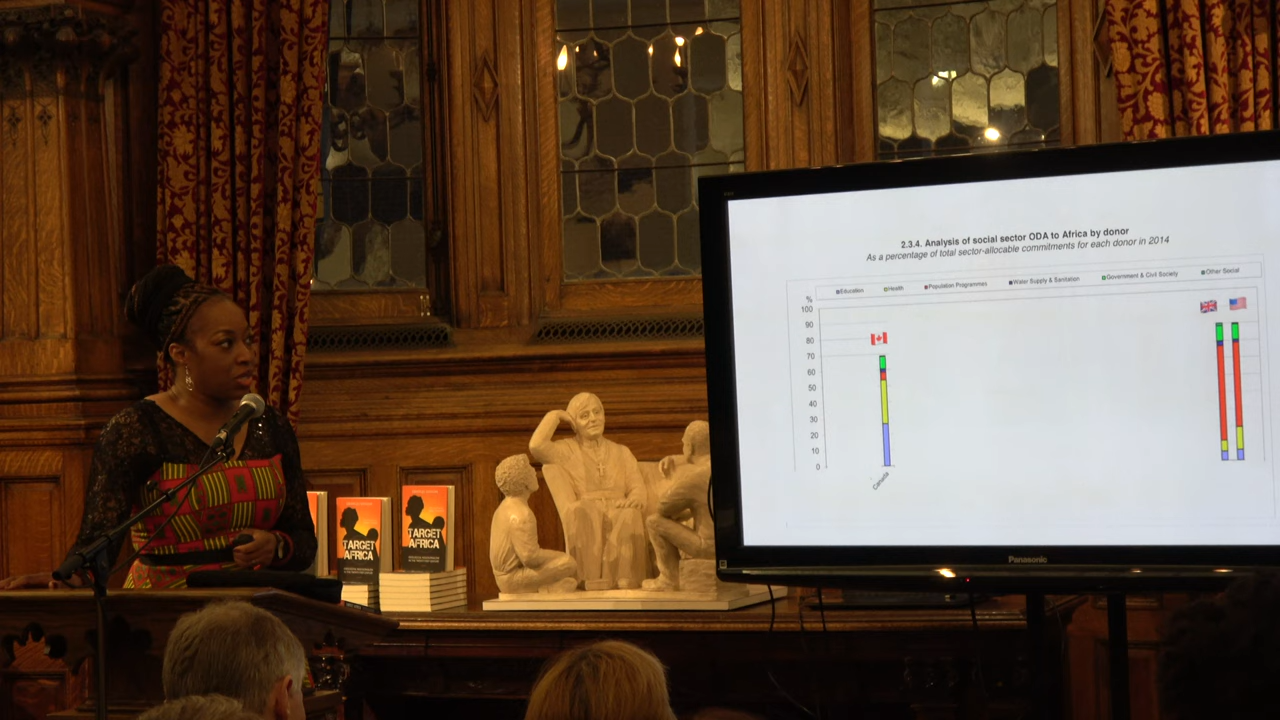 2.3.4. Analysis of social sector ODA to Africa by donor
As a percentage of total sector-allocable commitments for each donor in 2014
Education Health Population Programmes Water Supply & Sanitation Government & Civil Society Other Social
%
100
90
80
70
60
50
40
30
20
10
0
Canada
Panasonic
TARGET
AFRICA
TARGET
AFRICA